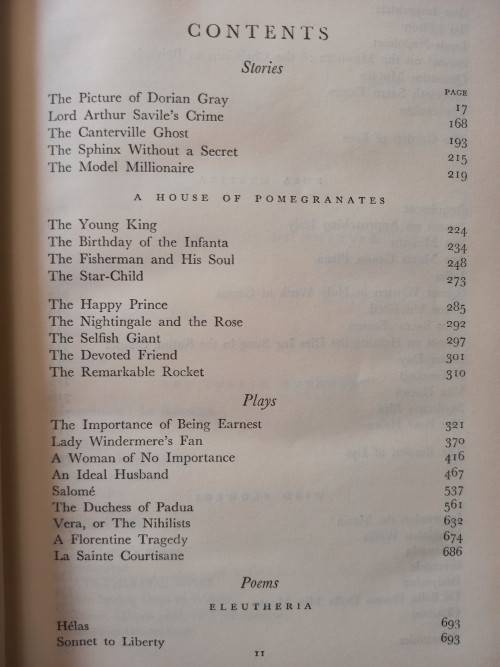 CONTENTS
Stories
PAGE
The Picture of Dorian Gray 17
Lord Arthur Savile's Crime 168
The Canterville Ghost 193
The Sphinx Without a Secret 215
The Model Millionaire 219
A HOUSE OF POMEGRANATES
The Young King 224
The Birthday of the Infanta 234
The Fisherman and His Soul 248
The Star-Child 273
The Happy Prince 285
The Nightingale and the Rose 292
The Selfish Giant 297
The Devoted Friend 301
The Remarkable Rocket 310
Plays
The Importance of Being Earnest 321
Lady Windermere's Fan 370
A Woman of No Importance 416
An Ideal Husband 467
Salomé 537
The Duchess of Padua 561
Vera, or The Nihilists 632
A Florentine Tragedy 674
La Sainte Courtisane 686
Poems
ELEUTHERIA
Hélas 693
Sonnet to Liberty 693
11